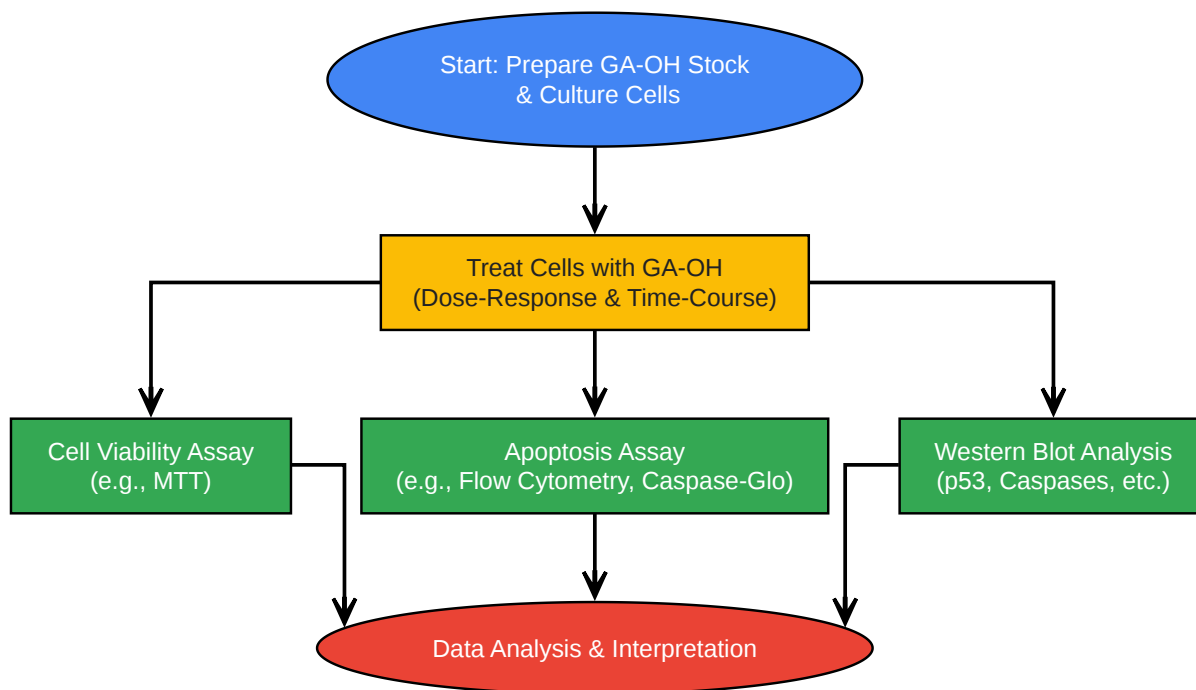 Start: Prepare GA-OH Stock
& Culture Cells
Treat Cells with GA-OH
(Dose-Response & Time-Course)
Cell Viability Assay
(e.g., MTT)
Apoptosis Assay
(e.g., Flow Cytometry, Caspase-Glo)
Western Blot Analysis
(p53, Caspases, etc.)
Data Analysis & Interpretation